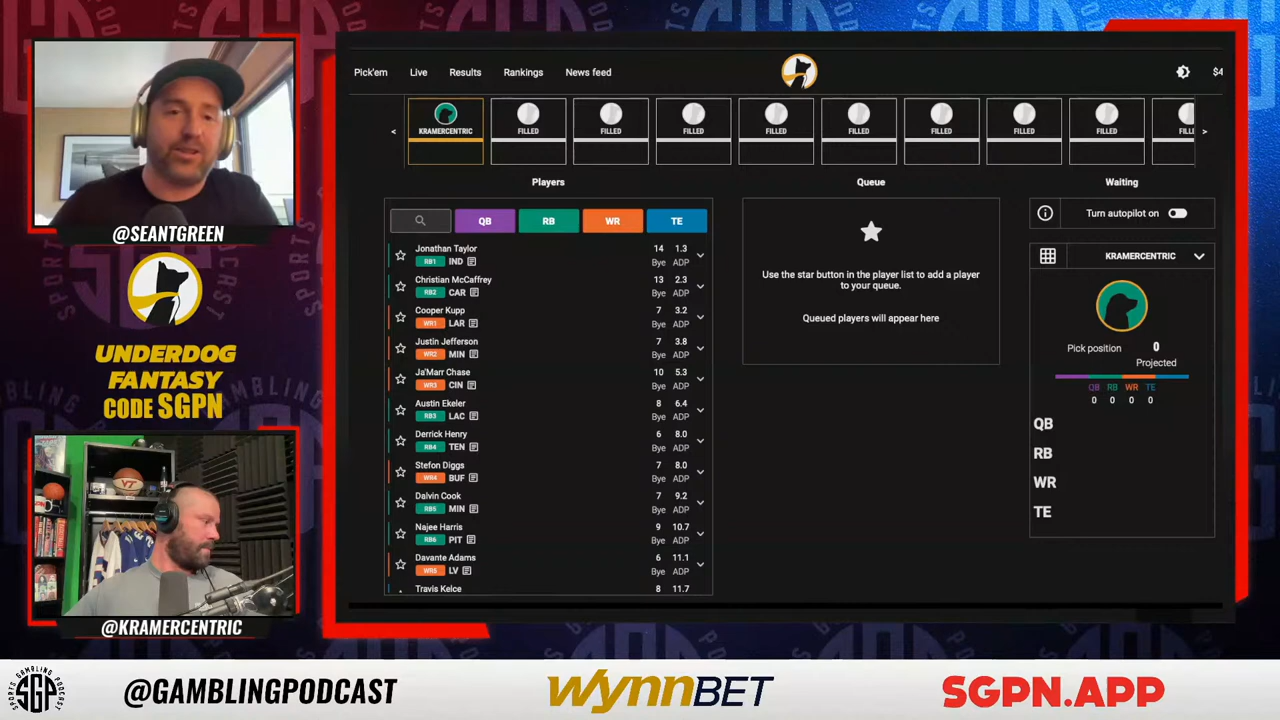 @SEANTGREEN
UNDERDOG
FANTASY
CODE SGPN
@KRAMERCENTRIC
Pick'em Live Results Rankings News feed $4
< KRAMERCENTRIC FILLED FILLED FILLED FILLED FILLED FILLED FILLED FILLED FILL >
Players
QB RB WR TE
Jonathan Taylor 14 1.3
RB1 IND Bye ADP
Christian McCaffrey 13 2.3
RB2 CAR Bye ADP
Cooper Kupp 7 3.2
WR1 LAR Bye ADP
Justin Jefferson 7 3.8
WR2 MIN Bye ADP
Ja'Marr Chase 10 5.3
WR3 CIN Bye ADP
Austin Ekeler 8 6.4
RB3 LAC Bye ADP
Derrick Henry 6 8.0
RB4 TEN Bye ADP
Stefon Diggs 7 8.0
WR4 BUF Bye ADP
Dalvin Cook 7 9.2
RB5 MIN Bye ADP
Najee Harris 9 10.7
RB6 PIT Bye ADP
Davante Adams 6 11.1
WR5 LV Bye ADP
Travis Kelce 8 11.7
Queue
Use the star button in the player list to add a player
to your queue.
Queued players will appear here
Waiting
Turn autopilot on
KRAMERCENTRIC
Pick position 0
Projected
QB RB WR TE
0 0 0 0
QB
RB
WR
TE
SPORTS GAMBLING PODCAST
SGP
@GAMBLINGPODCAST
WYNNBET
SGPN.APP